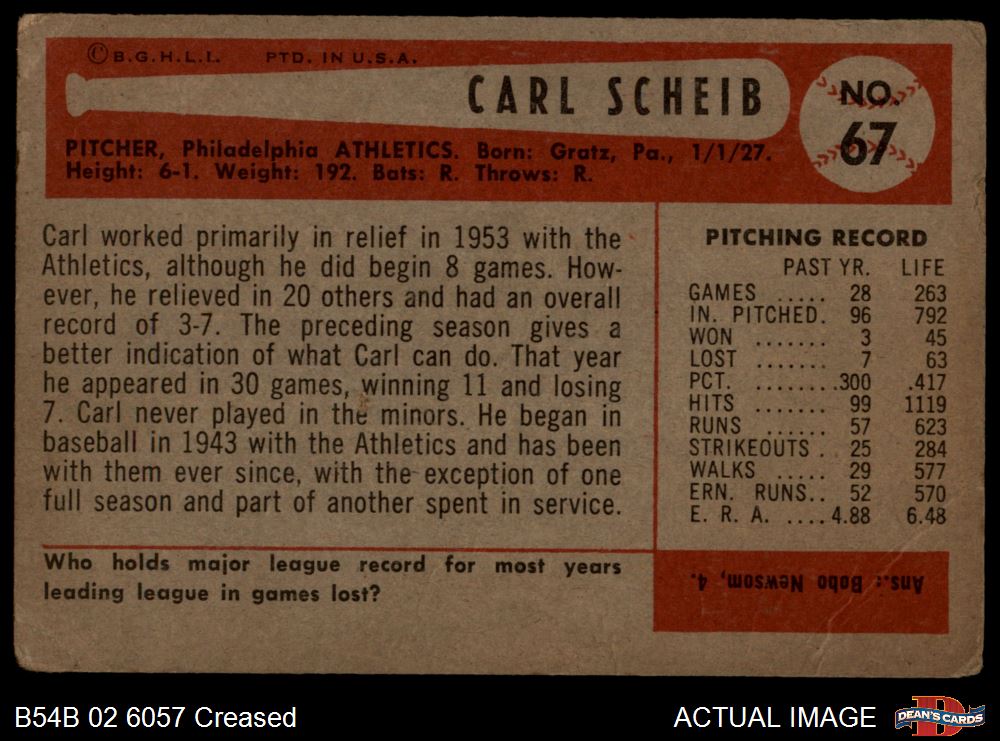 ©B.G.H.L.I. PTD. IN U.S.A.
CARL SCHEIB
NO.
67
PITCHER, Philadelphia ATHLETICS. Born: Gratz, Pa., 1/1/27.
Height: 6-1. Weight: 192. Bats: R. Throws: R.
Carl worked primarily in relief in 1953 with the
Athletics, although he did begin 8 games. How-
ever, he relieved in 20 others and had an overall
record of 3-7. The preceding season gives a
better indication of what Carl can do. That year
he appeared in 30 games, winning 11 and losing
7. Carl never played in the minors. He began in
baseball in 1943 with the Athletics and has been
with them ever since, with the exception of one
full season and part of another spent in service.
PITCHING RECORD
PAST YR. LIFE
GAMES ..... 28 263
IN. PITCHED. 96 792
WON ....... 3 45
LOST ....... 7 63
PCT. ........ .300 .417
HITS ....... 99 1119
RUNS ...... 57 623
STRIKEOUTS . 25 284
WALKS ..... 29 577
ERN. RUNS.. 52 570
E. R. A. ....4.88 6.48
Who holds major league record for most years
leading league in games lost?
Ans.: Bobo Newsom, 4.
B54B 02 6057 Creased
ACTUAL IMAGE
D
DEAN'S CARDS